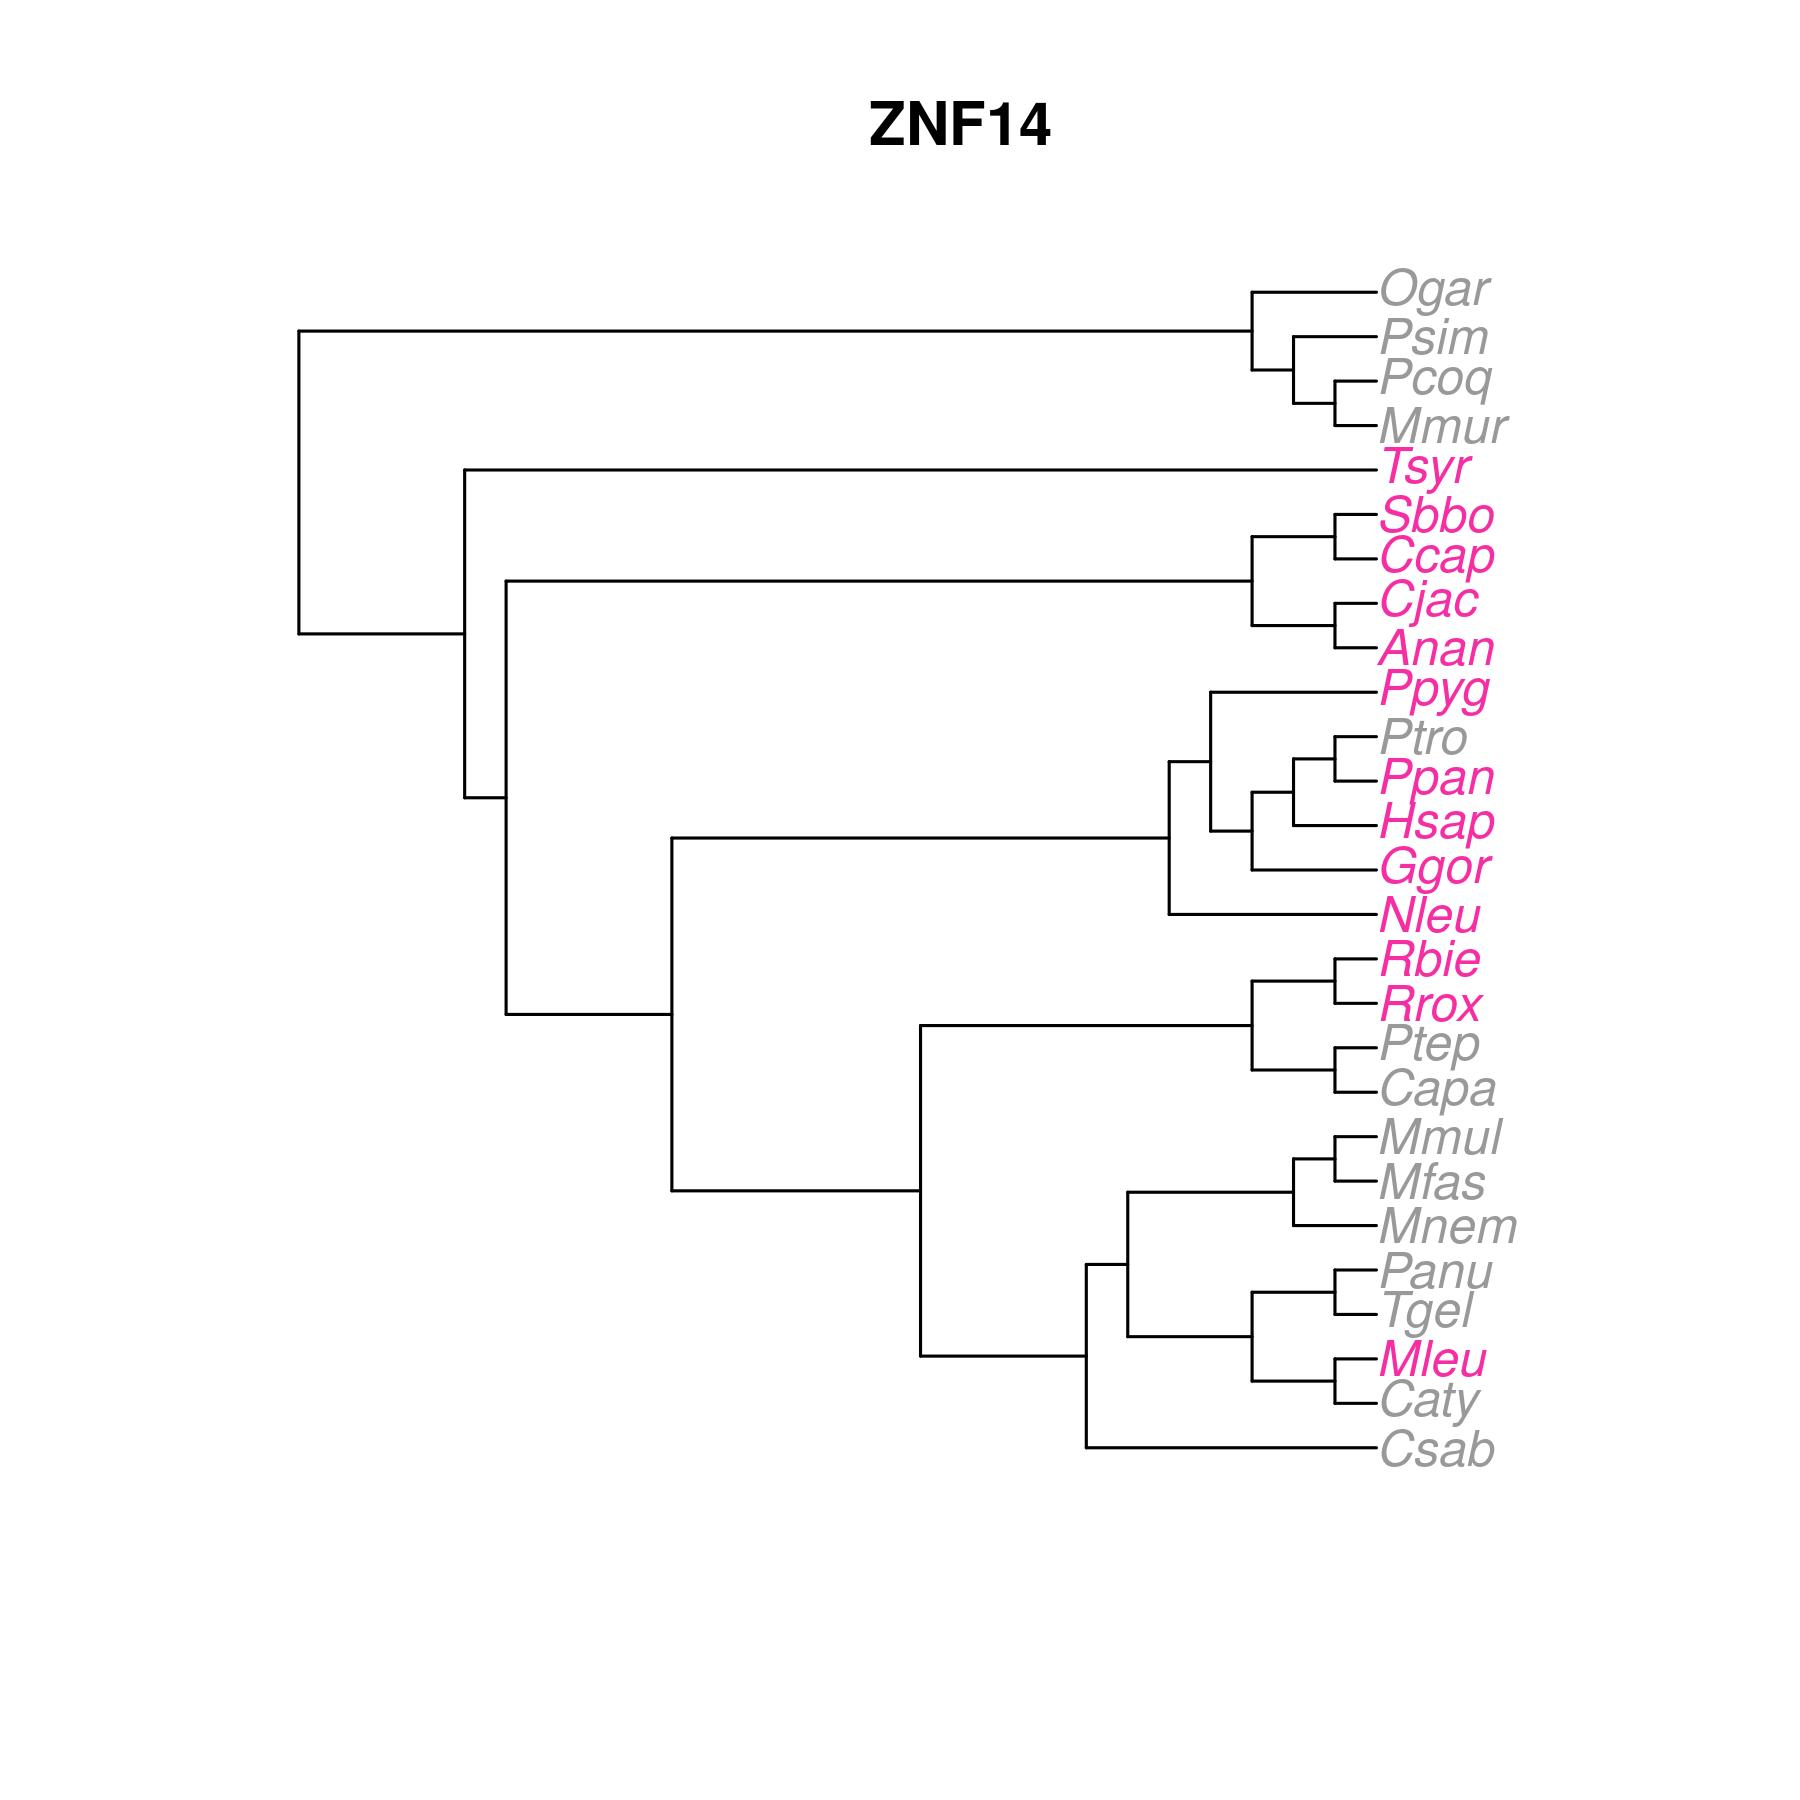 ZNF14
Ogar
Psim
Pcoq
Mmur
Tsyr
Sbbo
Ccap
Cjac
Anan
Ppyg
Ptro
Ppan
Hsap
Ggor
Nleu
Rbie
Rrox
Ptep
Capa
Mmul
Mfas
Mnem
Panu
Tgel
Mleu
Caty
Csab